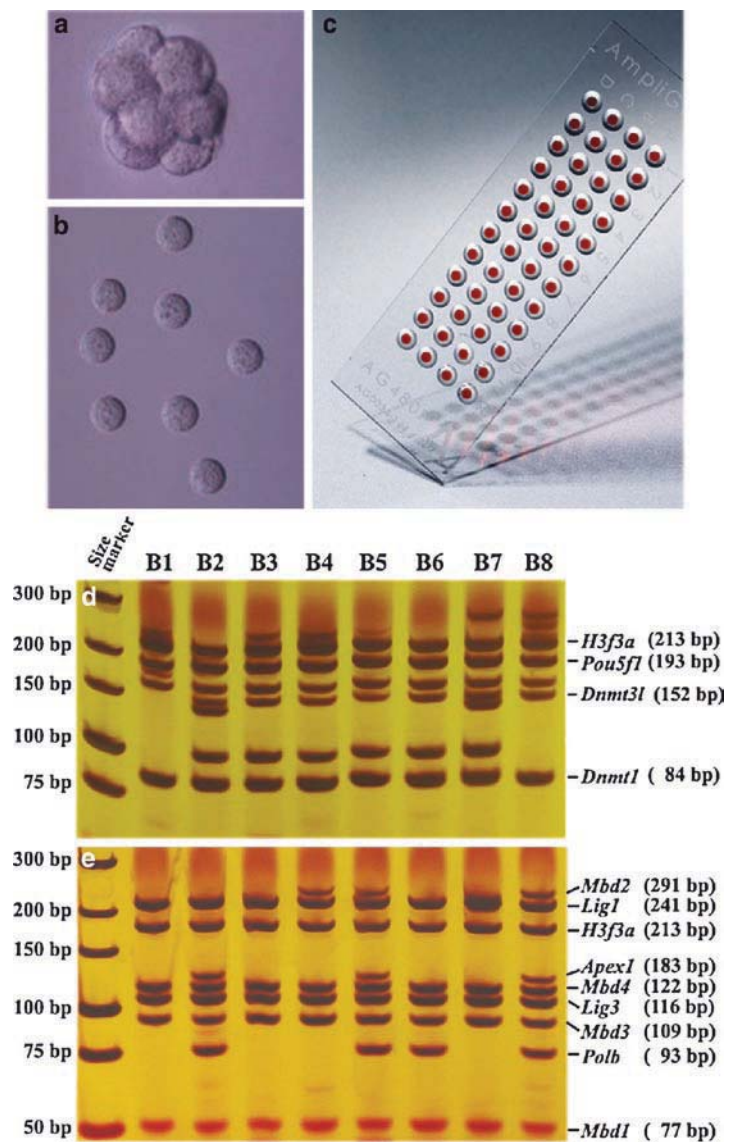 a
c
AmpliG
b
AG480
Size
marker
B1 B2 B3 B4 B5 B6 B7 B8
d
300 bp
200 bp
150 bp
100 bp
75 bp
H3f3a (213 bp)
Pou5f1 (193 bp)
Dnmt3l (152 bp)
Dnmt1 ( 84 bp)
e
300 bp
200 bp
150 bp
100 bp
75 bp
50 bp
Mbd2 (291 bp)
Lig1 (241 bp)
H3f3a (213 bp)
Apex1 (183 bp)
Mbd4 (122 bp)
Lig3 (116 bp)
Mbd3 (109 bp)
Polb ( 93 bp)
Mbd1 ( 77 bp)